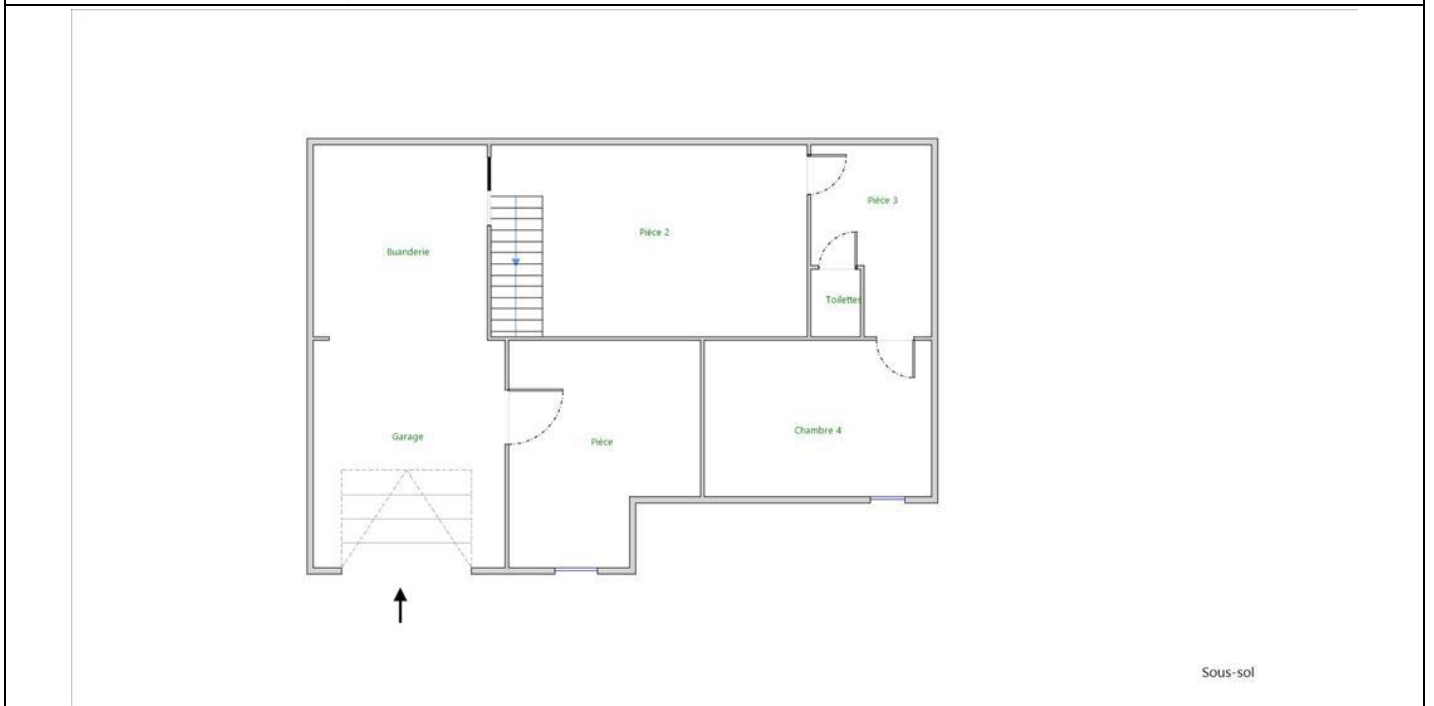 Pièce 3
Pièce 2
Buanderie
Toilettes
Chambre 4
Garage
Pièce
Sous-sol